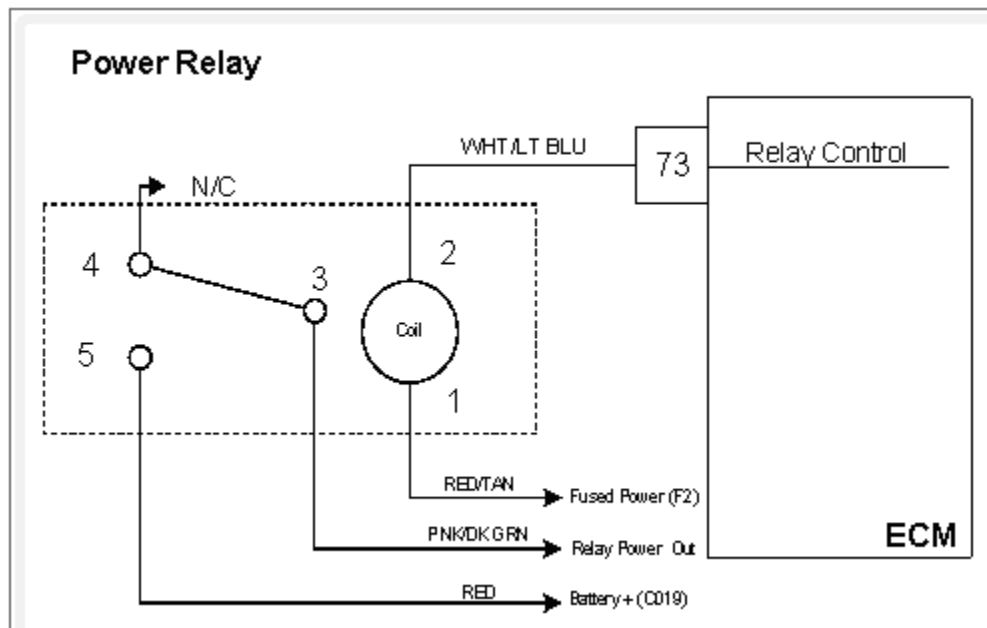 Power Relay
WHT/LT BLU
73
Relay Control
N/C
4
3
2
5
Coil
1
RED/TAN
Fused Power (F2)
PNK/DK GRN
Relay Power Out
ECM
RED
Battery + (C019)